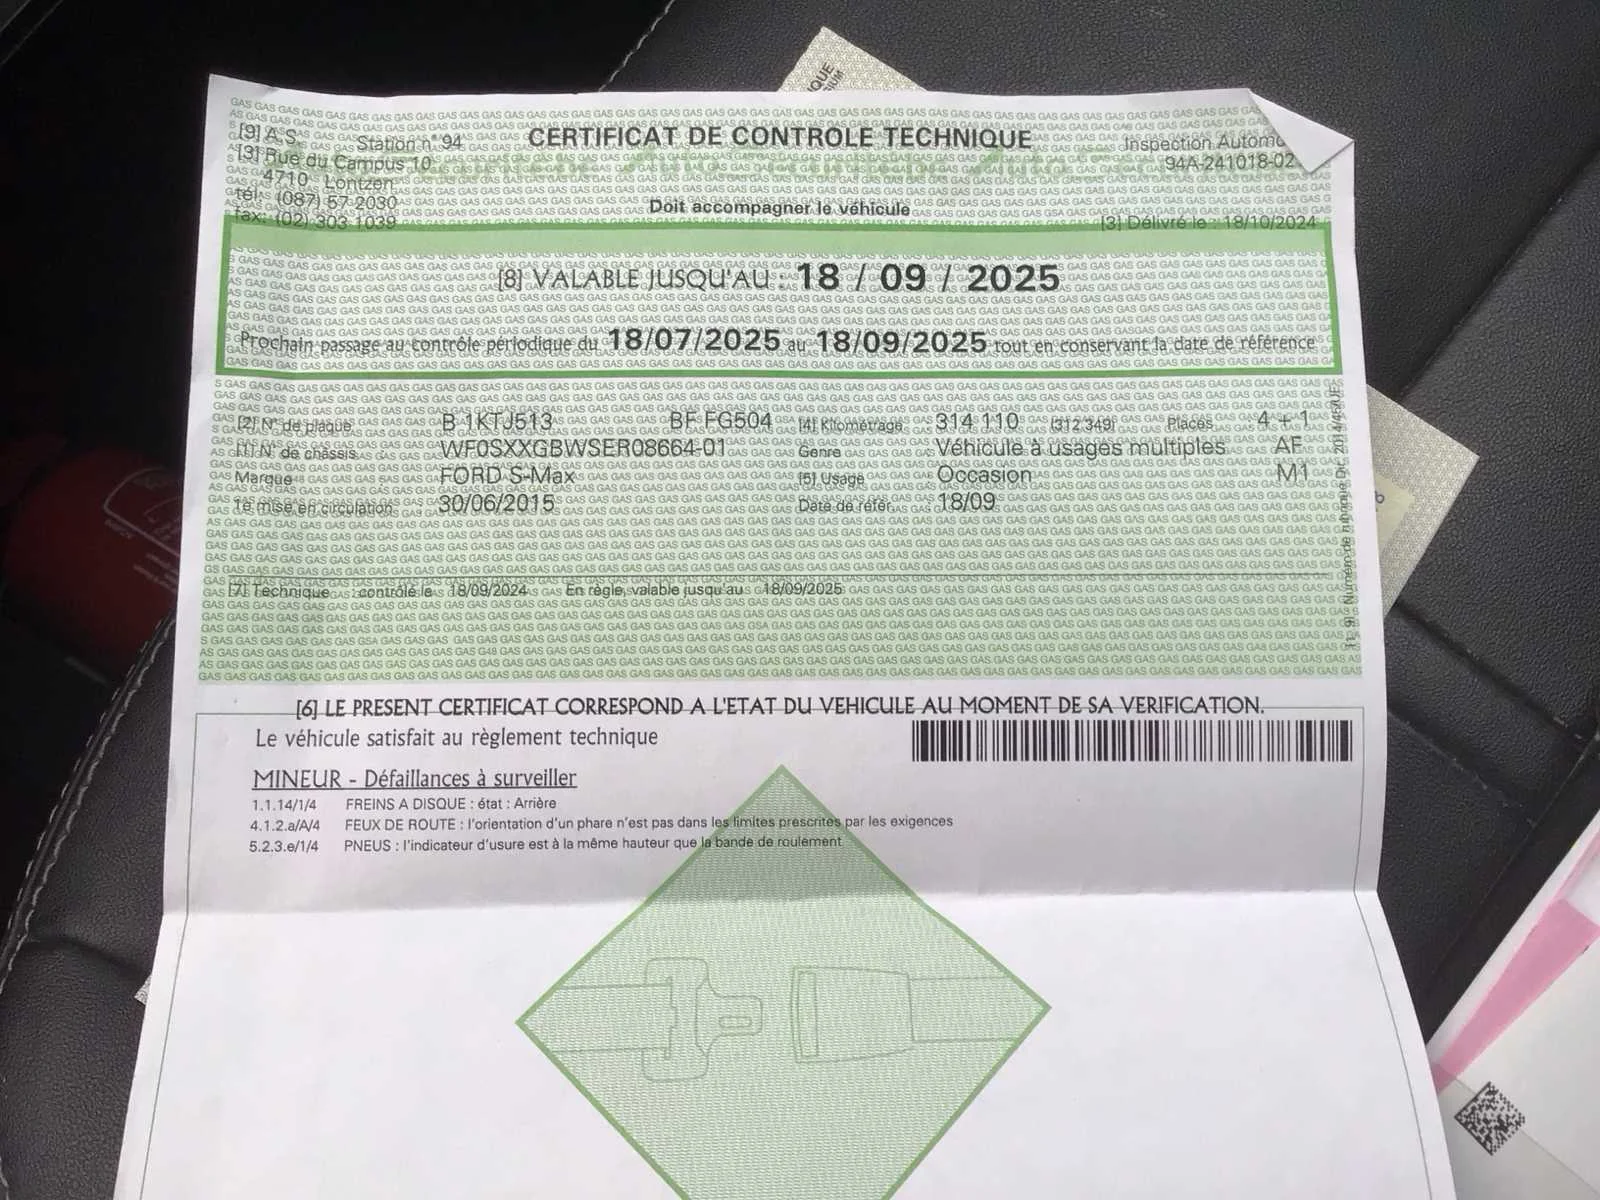 CERTIFICAT DE CONTROLE TECHNIQUE
[9] A.S. Station n° 94
[3] Rue du Campus 10
4710 Lontzen
tél: (087) 57 2030
fax: (02) 303 1039
Inspection Automo
94A-241018-02
Doit accompagner le véhicule
[3] Délivré le : 18/10/2024
[8] VALABLE JUSQU'AU : 18 / 09 / 2025
Prochain passage au contrôle périodique du 18/07/2025 au 18/09/2025 tout en conservant la date de référence
[2] N° de plaque B 1KTJ513 BF FG504 [4] Kilométrage 314 110 (312.349) Places 4 + 1
[1] N° de châssis WF0SXXGBWSER08664-01 Genre Véhicule à usages multiples AF
Marque FORD S-Max [5] Usage Occasion M1
1e mise en circulation 30/06/2015 Date de référ. 18/09
[7] Technique contrôlé le 18/09/2024 En règle, valable jusqu'au 18/09/2025
[6] LE PRESENT CERTIFICAT CORRESPOND A L'ETAT DU VEHICULE AU MOMENT DE SA VERIFICATION.
Le véhicule satisfait au règlement technique
MINEUR - Défaillances à surveiller
1.1.14/1/4 FREINS A DISQUE : état : Arrière
4.1.2.a/A/4 FEUX DE ROUTE : l'orientation d'un phare n'est pas dans les limites prescrites par les exigences
5.2.3.e/1/4 PNEUS : l'indicateur d'usure est à la même hauteur que la bande de roulement